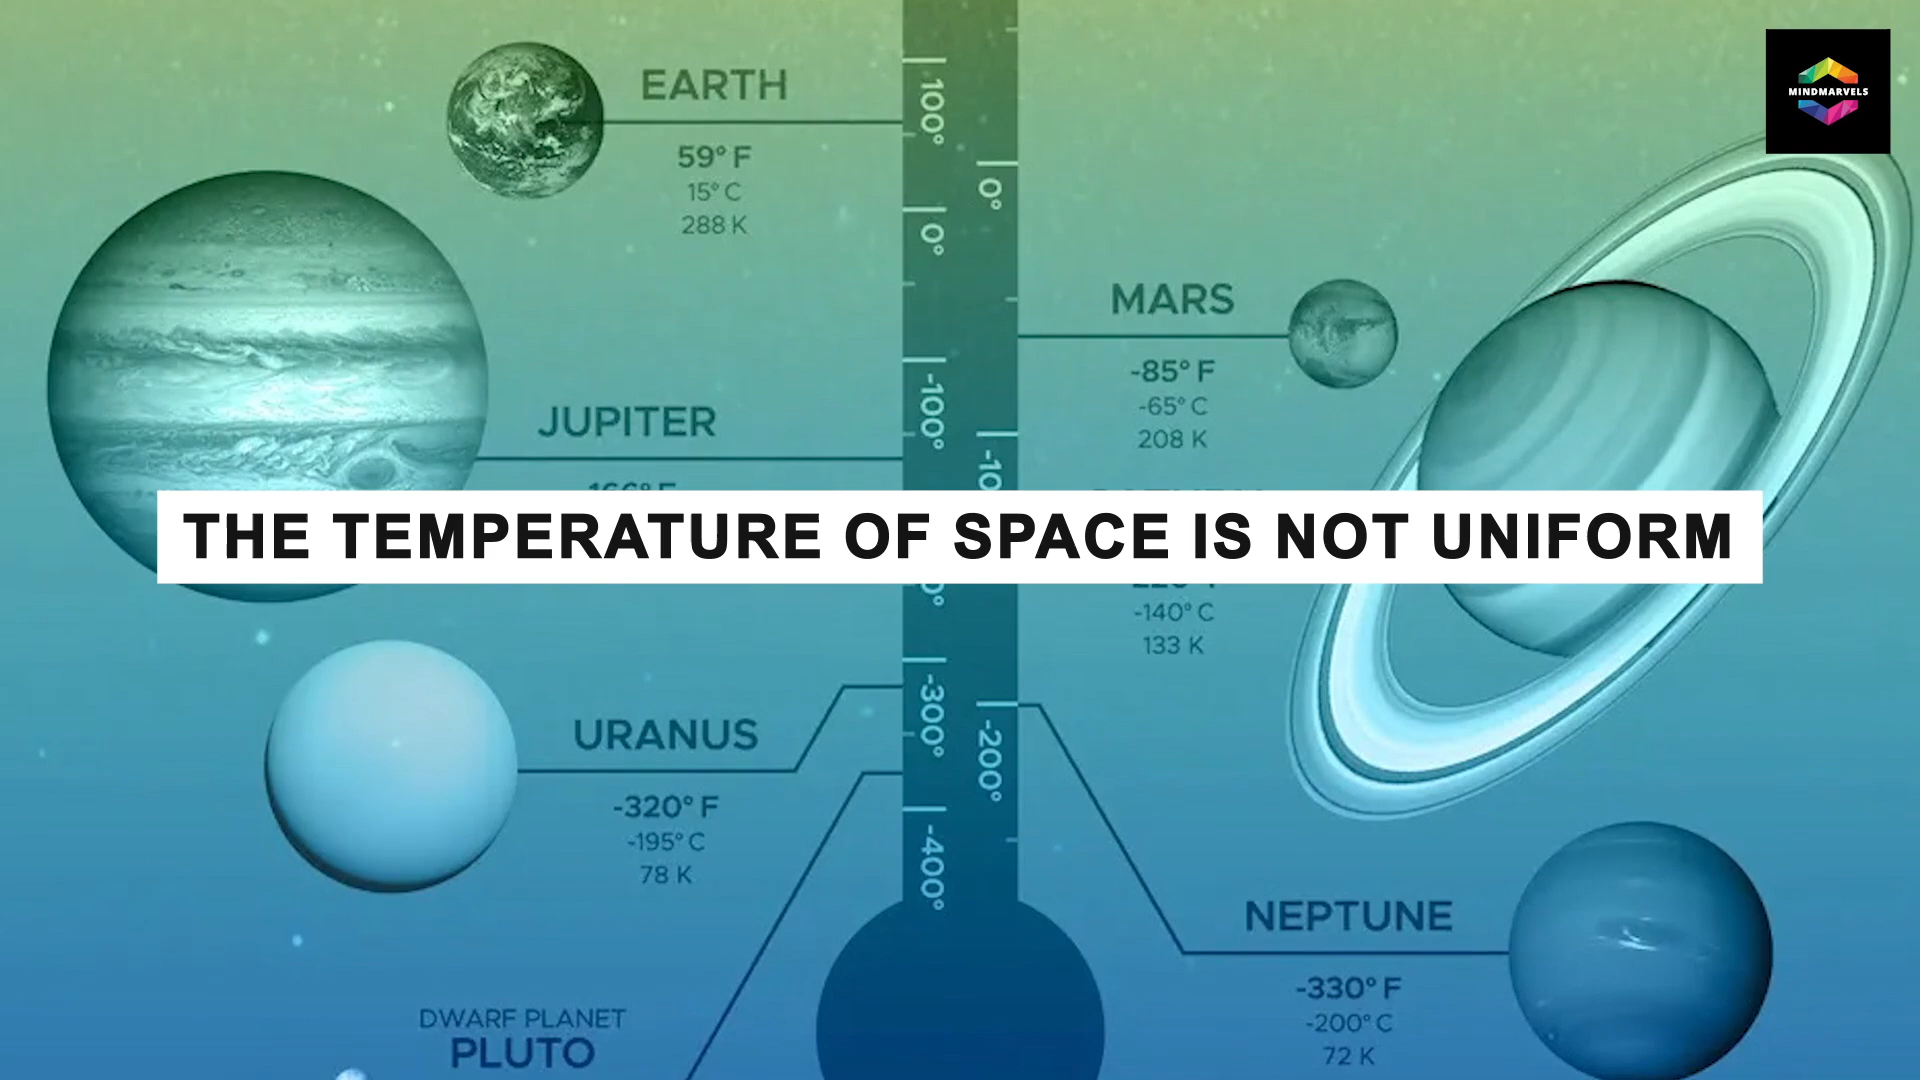 EARTH
59° F
15° C
288 K
MINDMARVELS
100°
0°
0°
MARS
-85° F
-65° C
208 K
JUPITER
-100°
THE TEMPERATURE OF SPACE IS NOT UNIFORM
-140° C
133 K
-300°
-200°
URANUS
-320° F
-195° C
78 K
-400°
NEPTUNE
-330° F
-200° C
72 K
DWARF PLANET
PLUTO